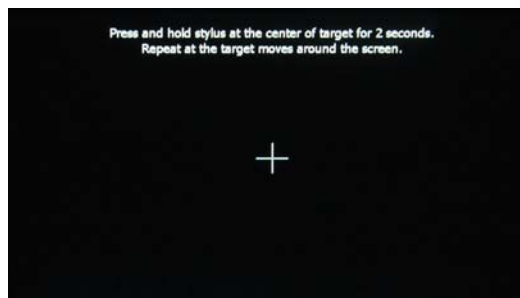 Press and hold stylus at the center of target for 2 seconds.
Repeat at the target moves around the screen.